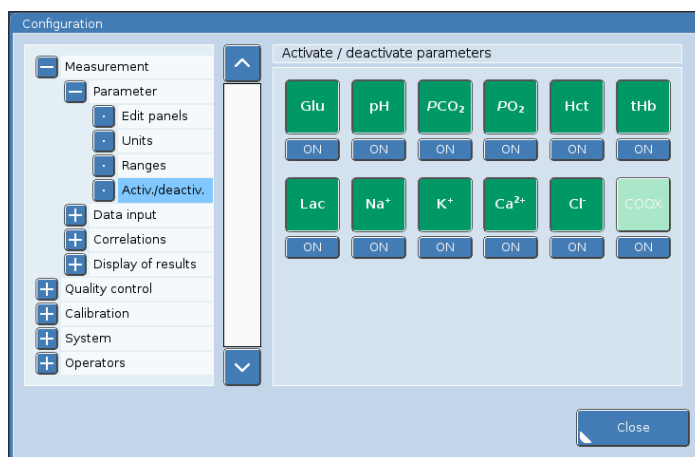 Configuration
Measurement
Parameter
Edit panels
Units
Ranges
Activ./deactiv.
Data input
Correlations
Display of results
Quality control
Calibration
System
Operators
Activate / deactivate parameters
Glu pH PCO₂ PO₂ Hct tHb
ON ON ON ON ON ON
Lac Na⁺ K⁺ Ca²⁺ Cl⁻ COOX
ON ON ON ON ON ON
Close